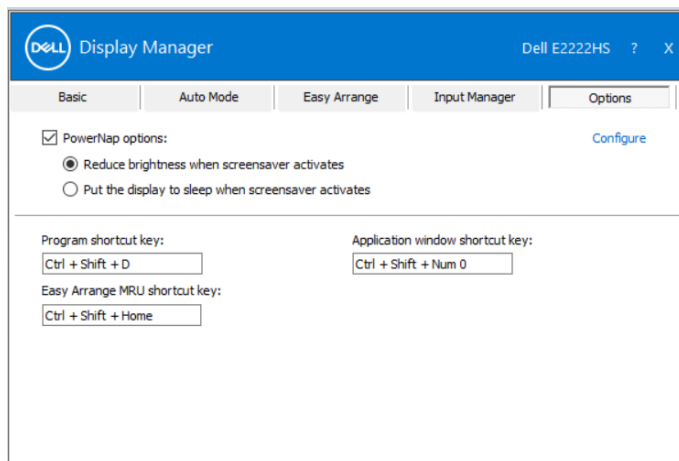 DELL Display Manager Dell E2222HS ? X
Basic Auto Mode Easy Arrange Input Manager Options
PowerNap options: Configure
Reduce brightness when screensaver activates
Put the display to sleep when screensaver activates
Program shortcut key: Application window shortcut key:
Ctrl + Shift + D Ctrl + Shift + Num 0
Easy Arrange MRU shortcut key:
Ctrl + Shift + Home